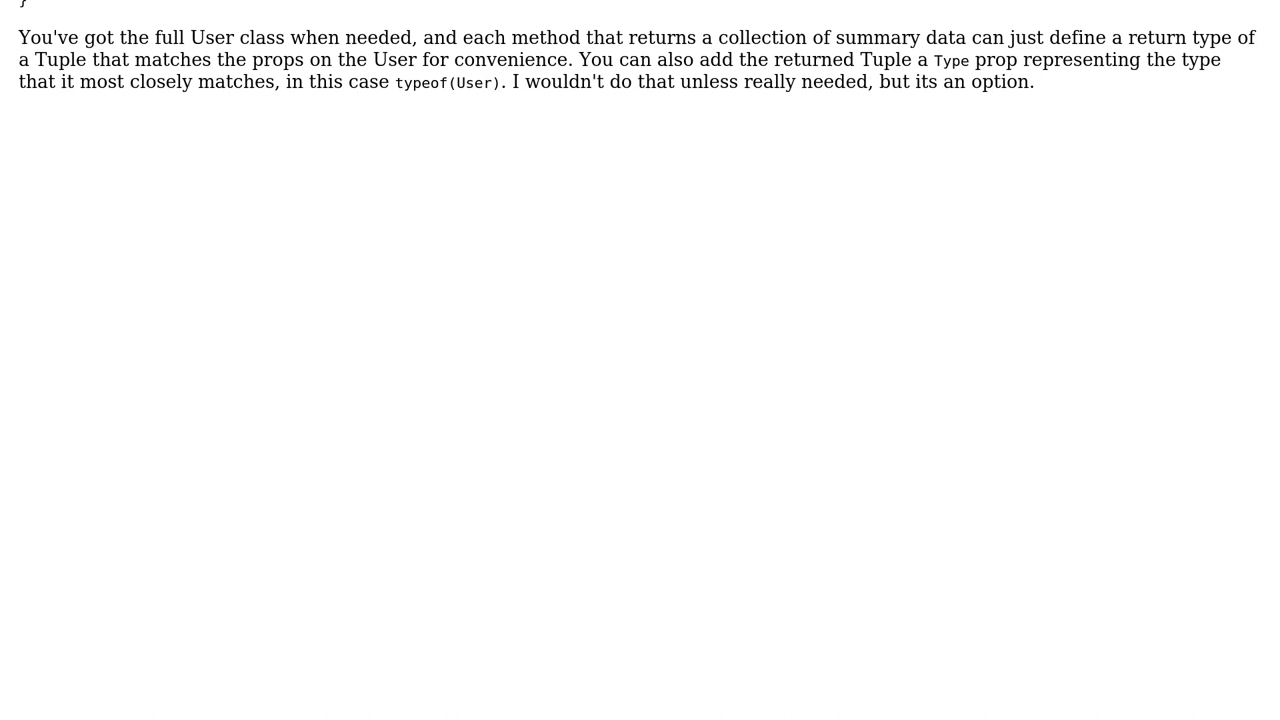 }
You've got the full User class when needed, and each method that returns a collection of summary data can just define a return type of
a Tuple that matches the props on the User for convenience. You can also add the returned Tuple a Type prop representing the type
that it most closely matches, in this case typeof(User). I wouldn't do that unless really needed, but its an option.